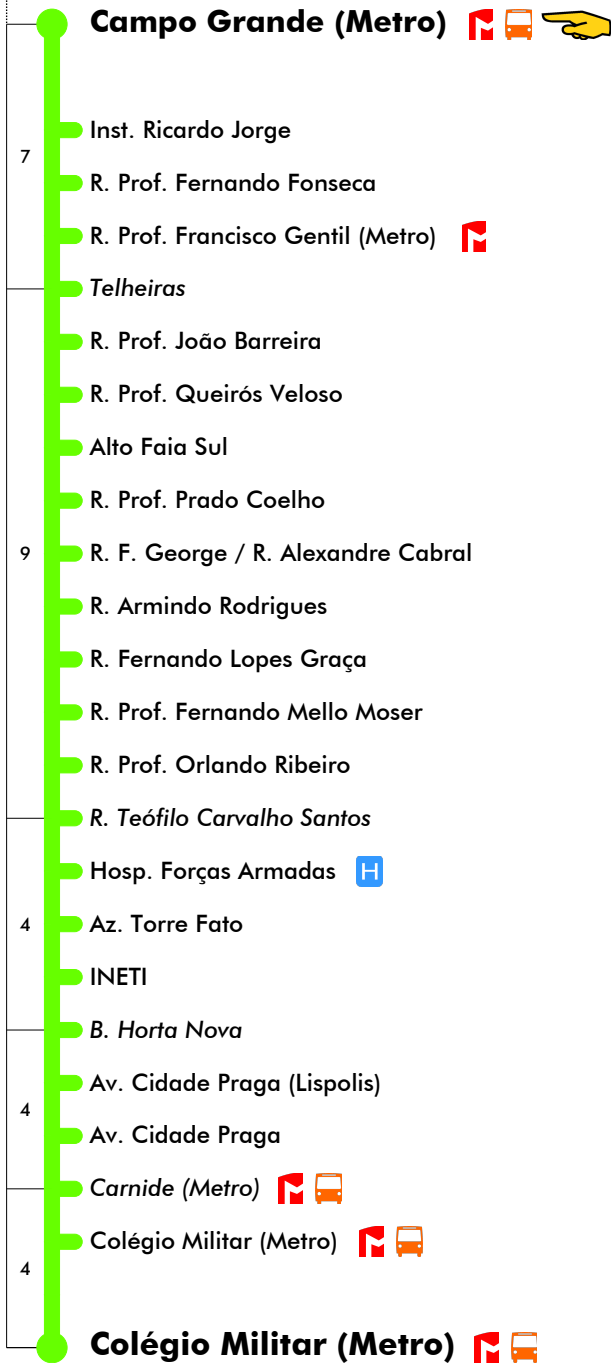 Campo Grande (Metro)
Inst. Ricardo Jorge
7
R. Prof. Fernando Fonseca
R. Prof. Francisco Gentil (Metro)
Telheiras
R. Prof. João Barreira
R. Prof. Queirós Veloso
Alto Faia Sul
R. Prof. Prado Coelho
9
R. F. George / R. Alexandre Cabral
R. Armindo Rodrigues
R. Fernando Lopes Graça
R. Prof. Fernando Mello Moser
R. Prof. Orlando Ribeiro
R. Teófilo Carvalho Santos
Hosp. Forças Armadas H
4
Az. Torre Fato
INETI
B. Horta Nova
Av. Cidade Praga (Lispolis)
4
Av. Cidade Praga
Carnide (Metro)
Colégio Militar (Metro)
4
Colégio Militar (Metro)